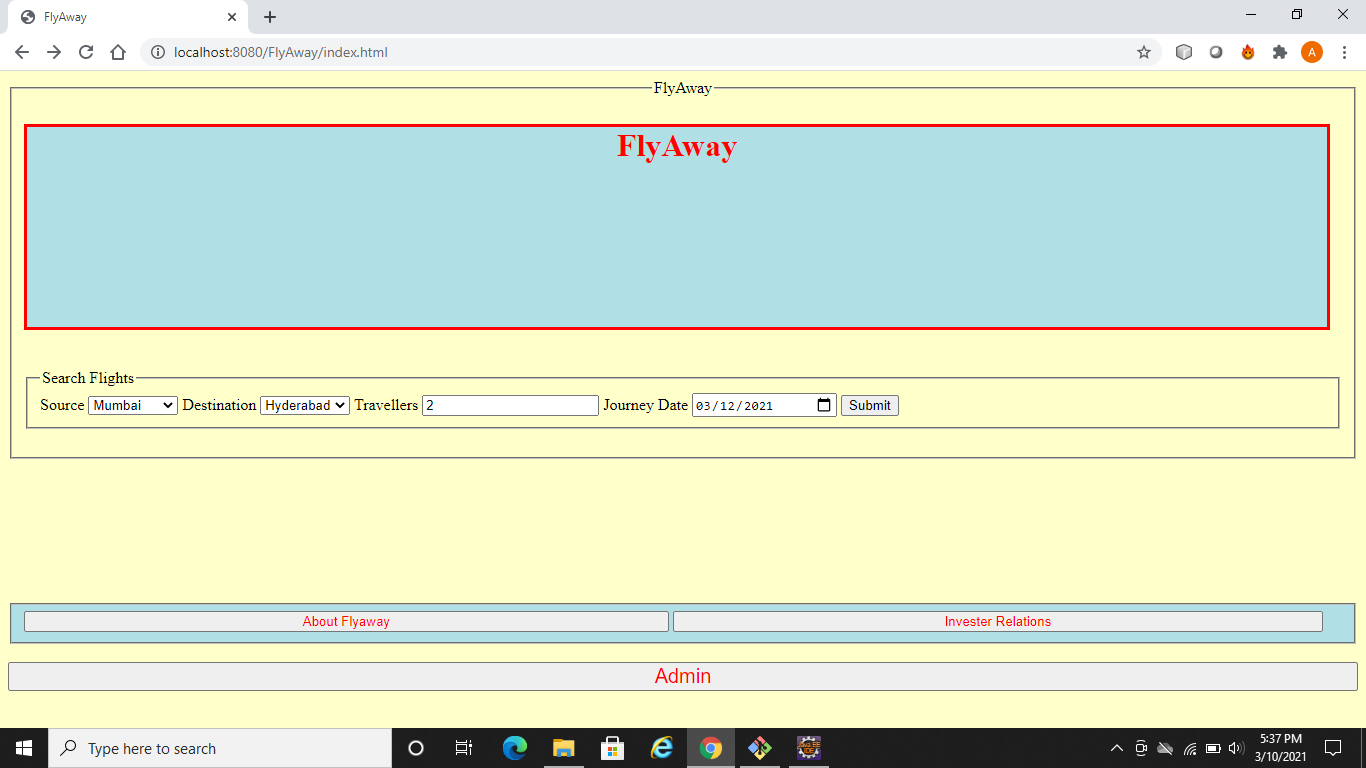 FlyAway
localhost:8080/FlyAway/index.html
A
FlyAway
FlyAway
Search Flights
Source Mumbai Destination Hyderabad Travellers 2 Journey Date 03/12/2021 Submit
About Flyaway Invester Relations
Admin
Type here to search
5:37 PM
3/10/2021